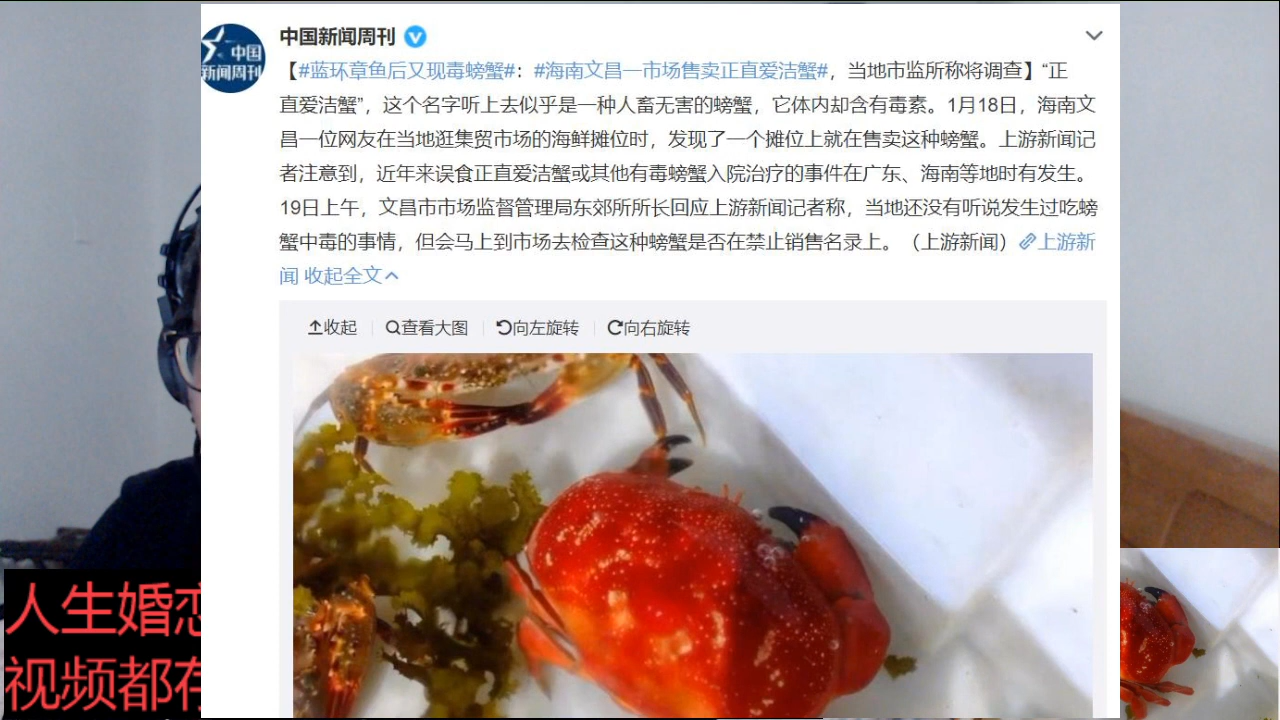 中国新闻周刊
中国
新闻周刊
【#蓝环章鱼后又现毒螃蟹#：#海南文昌一市场售卖正直爱洁蟹#，当地市监所称将调查】“正
直爱洁蟹”，这个名字听上去似乎是一种人畜无害的螃蟹，它体内却含有毒素。1月18日，海南文
昌一位网友在当地逛集贸市场的海鲜摊位时，发现了一个摊位上就在售卖这种螃蟹。上游新闻记
者注意到，近年来误食正直爱洁蟹或其他有毒螃蟹入院治疗的事件在广东、海南等地时有发生。
19日上午，文昌市市场监督管理局东郊所所长回应上游新闻记者称，当地还没有听说发生过吃螃
蟹中毒的事情，但会马上到市场去检查这种螃蟹是否在禁止销售名录上。（上游新闻）上游新
闻 收起全文
收起 查看大图 向左旋转 向右旋转
人生婚恋
视频都存